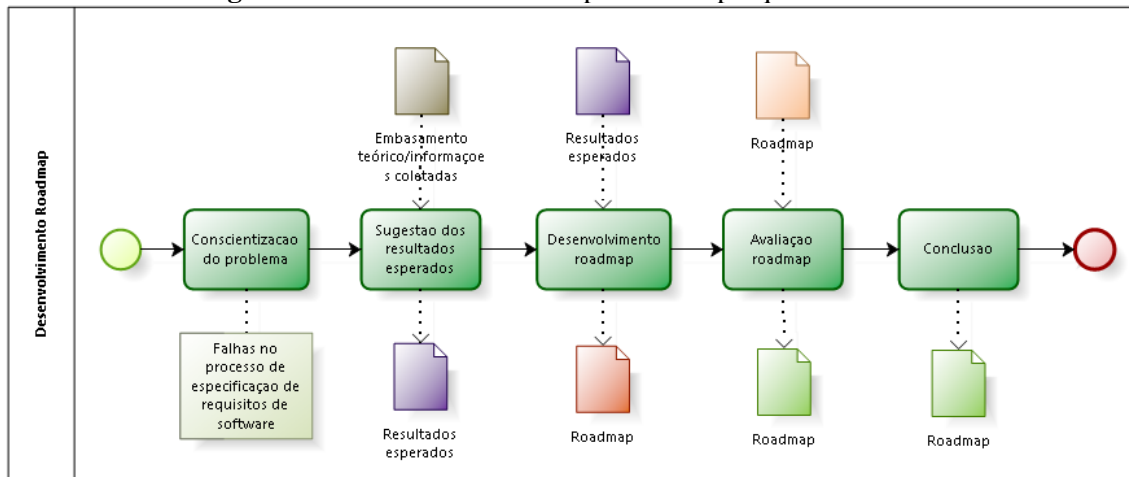 Desenvolvimento Roadmap
Embasamento
teórico/informaçoe
s coletadas
Resultados
esperados
Roadmap
Conscientizacao
do problema
Sugestao dos
resultados
esperados
Desenvolvimento
roadmap
Avaliaçao
roadmap
Conclusao
Falhas no
processo de
especificaçao de
requisitos de
software
Resultados
esperados
Roadmap
Roadmap
Roadmap